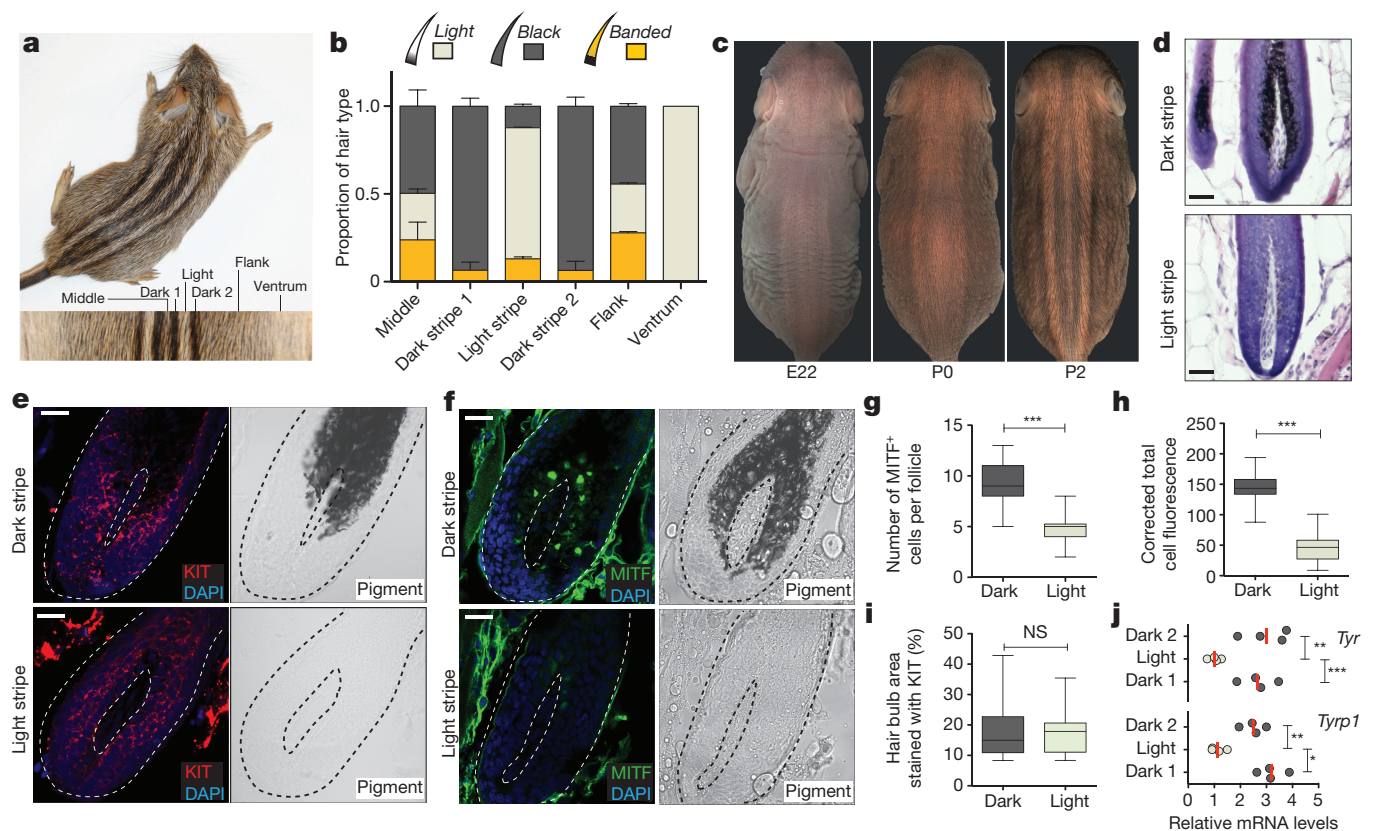 a
Middle
Dark 1
Light
Dark 2
Flank
Ventrum
b
Light
Black
Banded
Proportion of hair type
1.0
0.5
0
Middle
Dark stripe 1
Light stripe
Dark stripe 2
Flank
Ventrum
c
E22
P0
P2
d
Dark stripe
Light stripe
e
Dark stripe
KIT
DAPI
Pigment
Light stripe
KIT
DAPI
Pigment
f
Dark stripe
MITF
DAPI
Pigment
Light stripe
MITF
DAPI
Pigment
g
Number of MITF⁺
cells per follicle
15
10
5
0
***
Dark
Light
h
Corrected total
cell fluorescence
250
200
150
100
50
0
***
Dark
Light
i
Hair bulb area
stained with KIT (%)
50
40
30
20
10
0
NS
Dark
Light
j
Dark 2
Light
Dark 1
Tyr
**
***
Dark 2
Light
Dark 1
Tyrp1
**
*
0 1 2 3 4 5
Relative mRNA levels